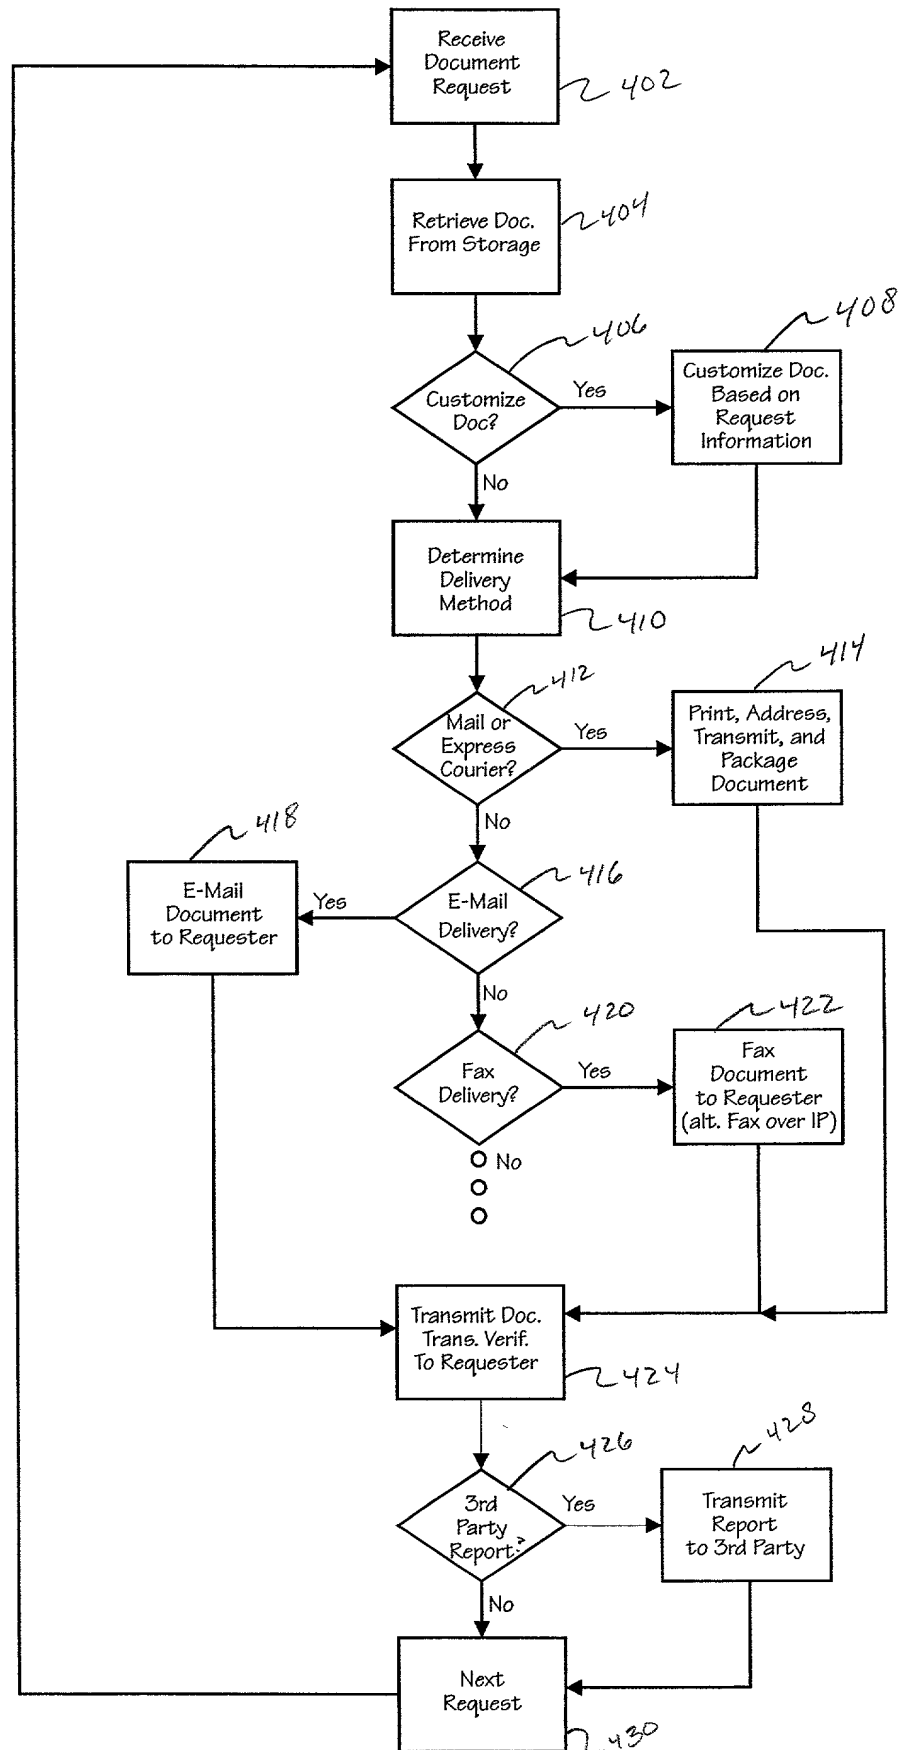 Receive
Document
Request
402
Retrieve Doc.
From Storage
404
406
Customize
Doc?
Yes
408
Customize Doc.
Based on
Request
Information
No
Determine
Delivery
Method
410
412
Mail or
Express
Courier?
Yes
414
Print, Address,
Transmit, and
Package
Document
No
418
E-Mail
Document
to Requester
Yes
416
E-Mail
Delivery?
No
420
Fax
Delivery?
Yes
422
Fax
Document
to Requester
(alt. Fax over IP)
No
Transmit Doc.
Trans. Verif.
To Requester
424
426
3rd
Party
Report?
Yes
428
Transmit
Report
to 3rd Party
No
Next
Request
430